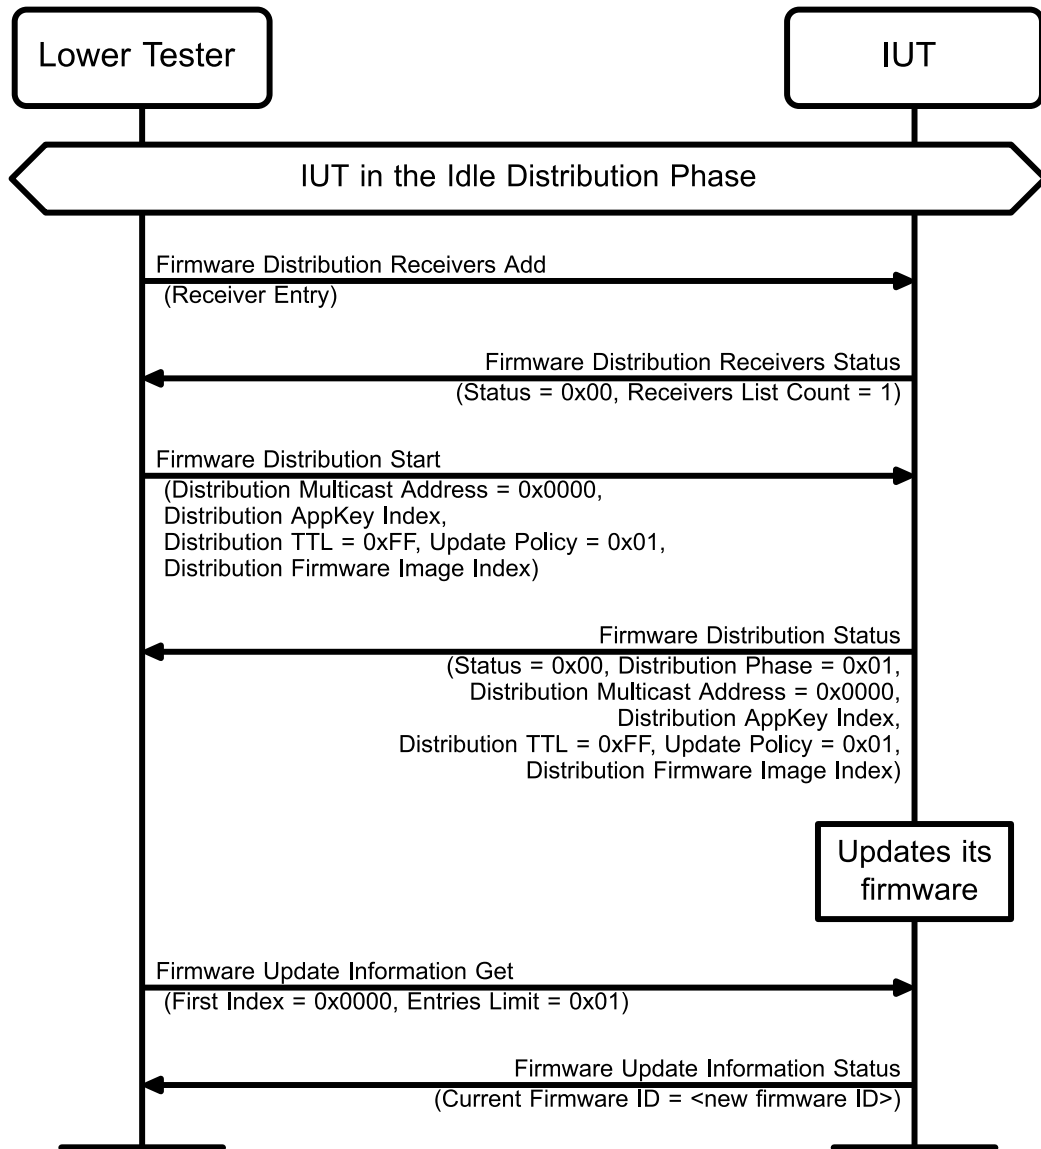 Lower Tester
IUT
IUT in the Idle Distribution Phase
Firmware Distribution Receivers Add
(Receiver Entry)
Firmware Distribution Receivers Status
(Status = 0x00, Receivers List Count = 1)
Firmware Distribution Start
(Distribution Multicast Address = 0x0000,
Distribution AppKey Index,
Distribution TTL = 0xFF, Update Policy = 0x01,
Distribution Firmware Image Index)
Firmware Distribution Status
(Status = 0x00, Distribution Phase = 0x01,
Distribution Multicast Address = 0x0000,
Distribution AppKey Index,
Distribution TTL = 0xFF, Update Policy = 0x01,
Distribution Firmware Image Index)
Updates its
firmware
Firmware Update Information Get
(First Index = 0x0000, Entries Limit = 0x01)
Firmware Update Information Status
(Current Firmware ID = <new firmware ID>)